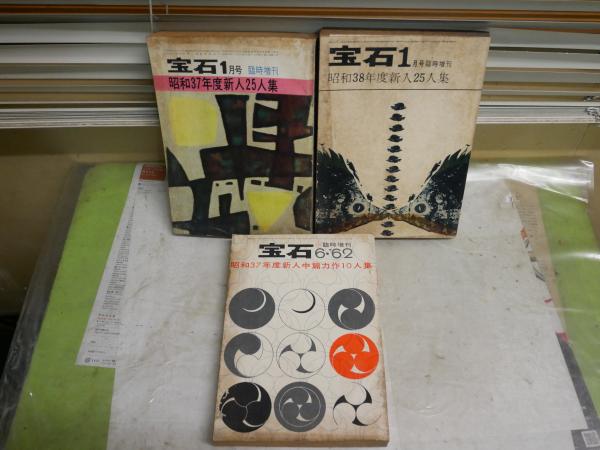 宝石1月号 臨時増刊
昭和37年度新人25人集
宝石1月号臨時増刊
昭和38年度新人25人集
宝石 臨時増刊 6・'62
昭和37年度新人中篇力作10人集